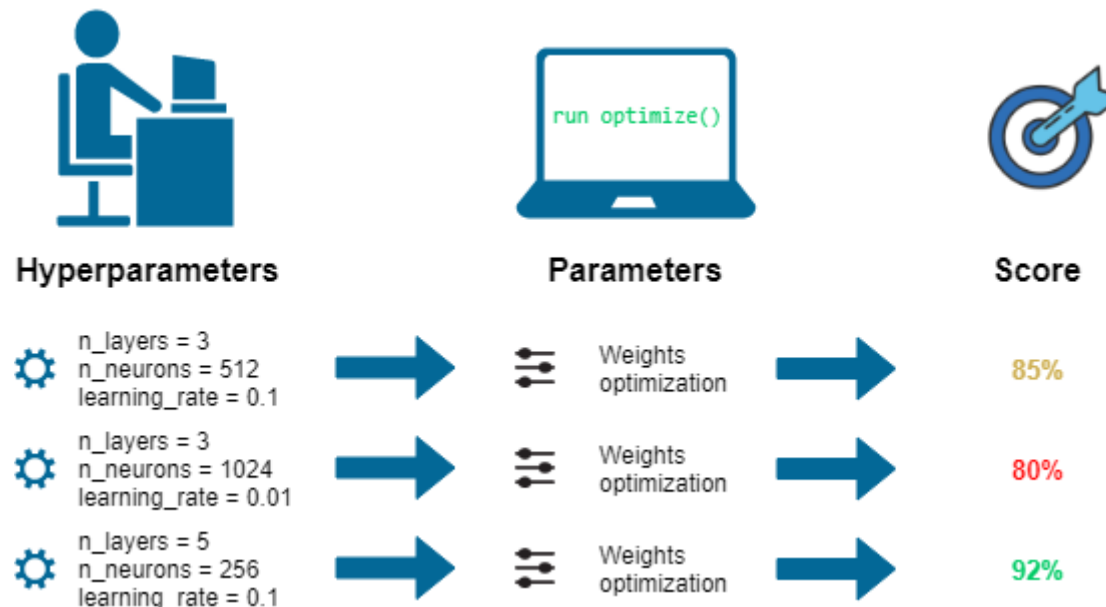 run optimize()
Hyperparameters
Parameters
Score
n_layers = 3
n_neurons = 512
learning_rate = 0.1
Weights
optimization
85%
n_layers = 3
n_neurons = 1024
learning_rate = 0.01
Weights
optimization
80%
n_layers = 5
n_neurons = 256
learning_rate = 0.1
Weights
optimization
92%